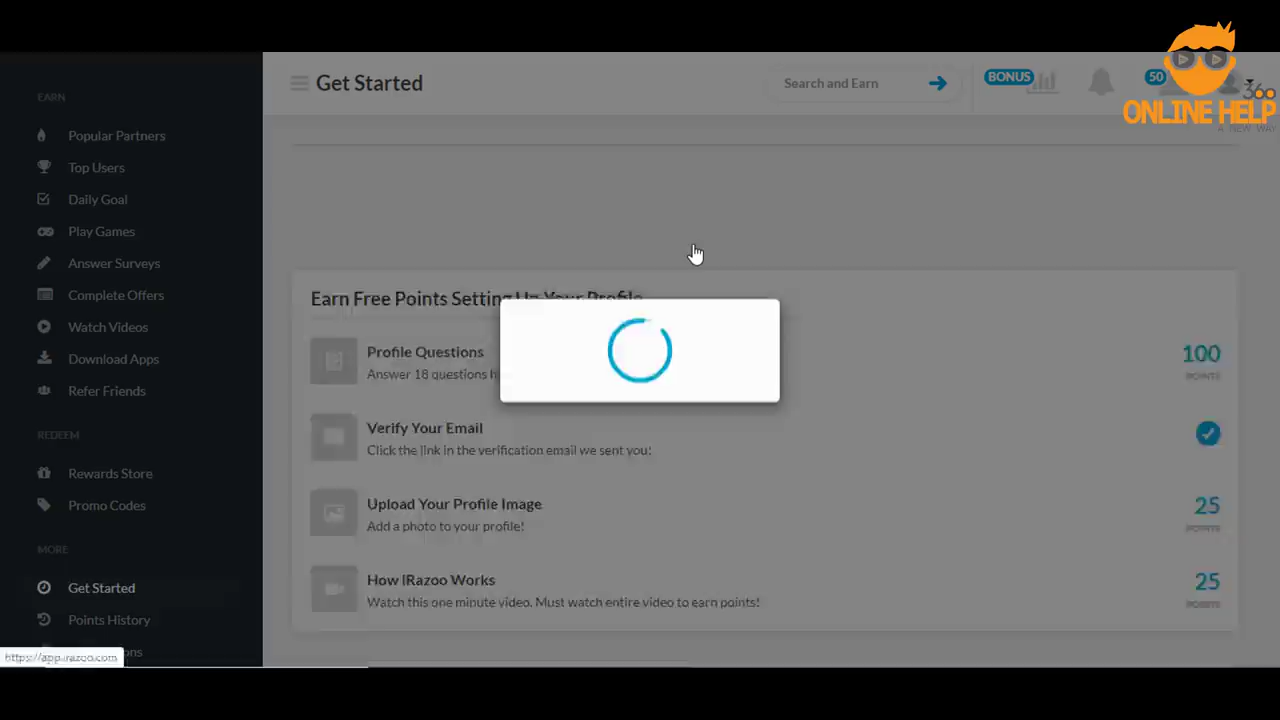 EARN
Popular Partners
Top Users
Daily Goal
Play Games
Answer Surveys
Complete Offers
Watch Videos
Download Apps
Refer Friends
REDEEM
Rewards Store
Promo Codes
MORE
Get Started
Points History
ons
https://app.irazoo.com
Get Started
Search and Earn
BONUS
50
360
ONLINE HELP
A NEW WAY
Earn Free Points Setting Up Your Profile
Profile Questions
Answer 18 questions
100
POINTS
Verify Your Email
Click the link in the verification email we sent you!
Upload Your Profile Image
Add a photo to your profile!
25
POINTS
How iRazoo Works
Watch this one minute video. Must watch entire video to earn points!
25
POINTS